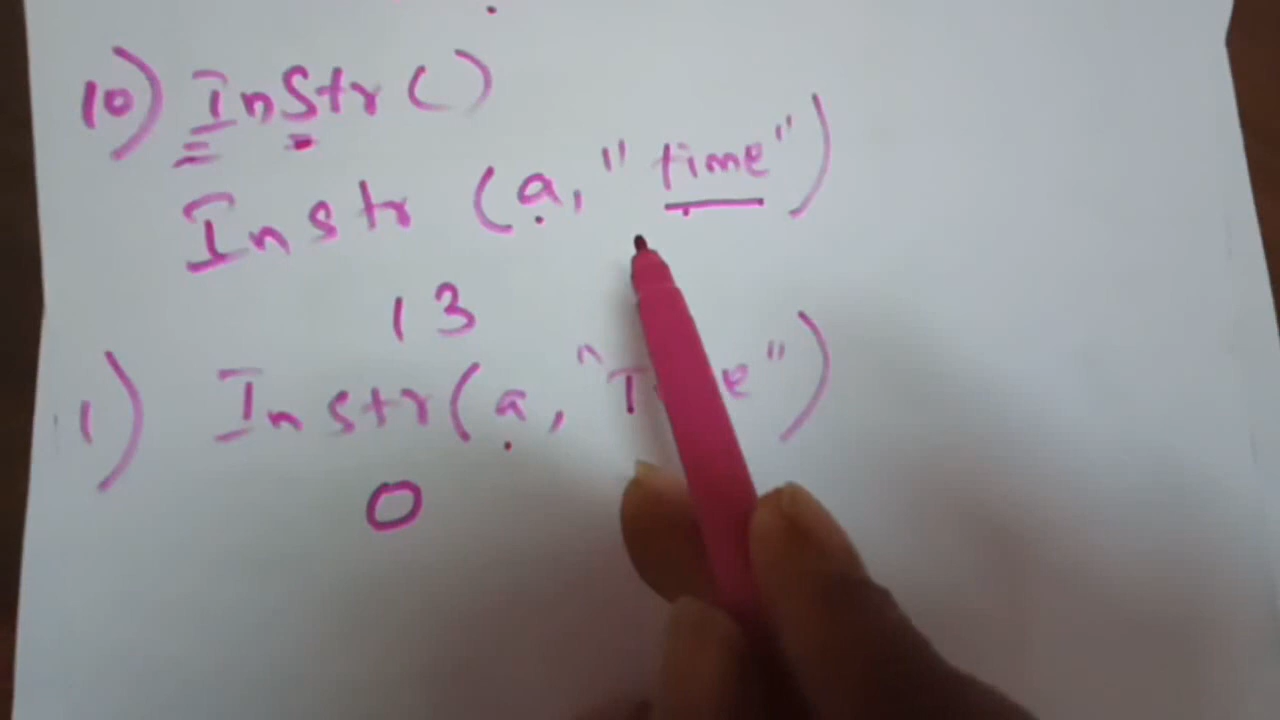 10) InStr()
Instr (a, "time")
13
1) Instr(a, "
0